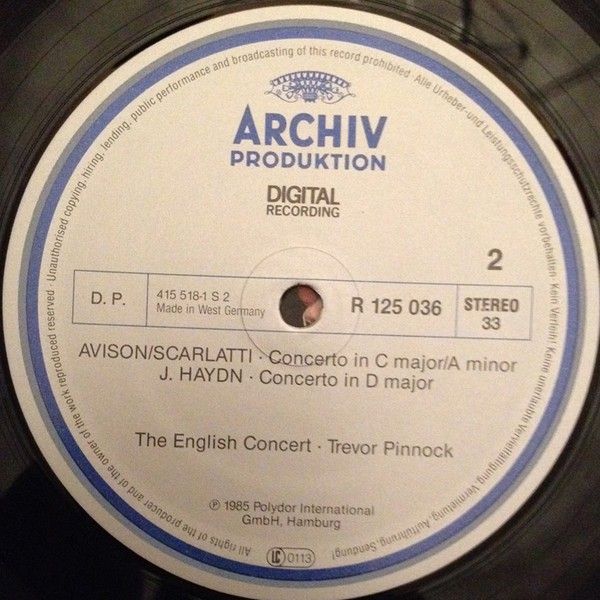 Unauthorised copying, hiring, lending, public performance and broadcasting of this record prohibited · Alle Urheber-und Leistungsschutzrechte vorbehalten · Kein Verleih! Keine unerlaubte Vervielfältigung, Vermietung, Aufführung, Sendung!
ARCHIV
PRODUKTION
DIGITAL
RECORDING
2
D. P.
415 518-1 S 2
Made in West Germany
R 125 036
STEREO
33
AVISON/SCARLATTI · Concerto in C major/A minor
J. HAYDN · Concerto in D major
The English Concert · Trevor Pinnock
℗ 1985 Polydor International
GmbH, Hamburg
LC 0113
All rights of the producer and of the owner of the work reproduced reserved ·